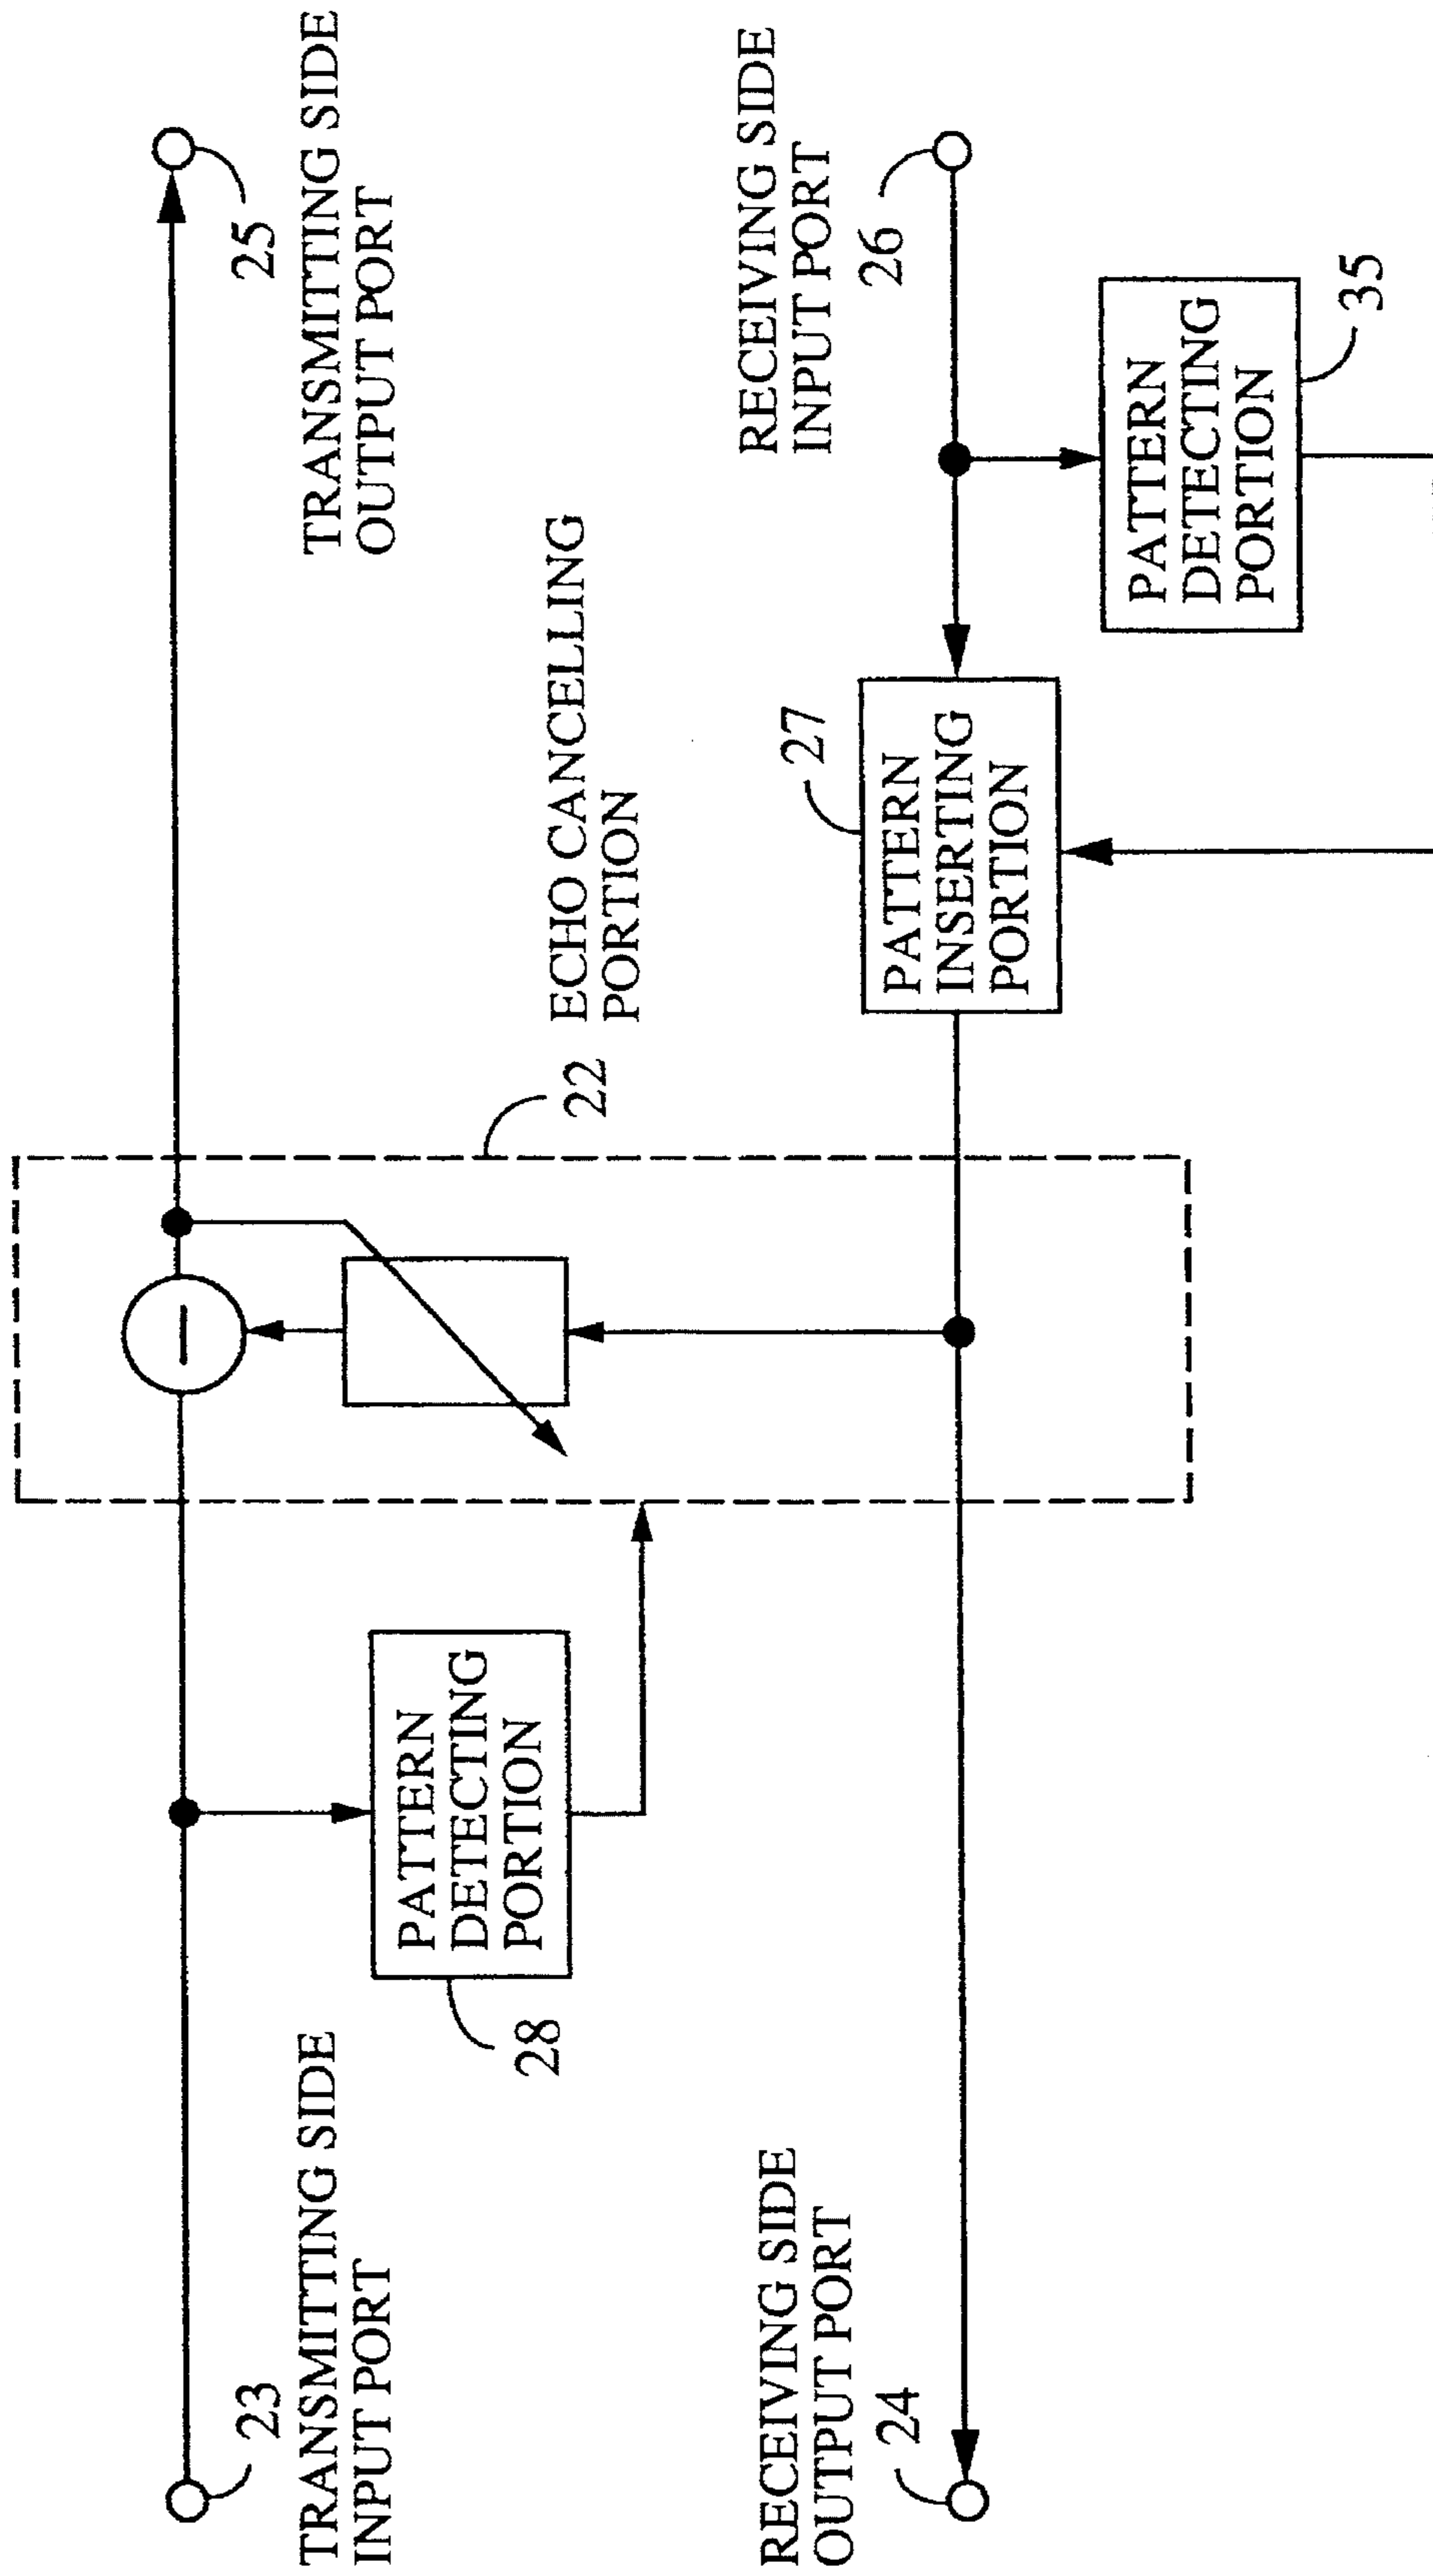 TRANSMITTING SIDE
INPUT PORT
23
PATTERN
DETECTING
PORTION
28
22
ECHO CANCELLING
PORTION
25
TRANSMITTING SIDE
OUTPUT PORT
RECEIVING SIDE
OUTPUT PORT
24
27
PATTERN
INSERTING
PORTION
RECEIVING SIDE
INPUT PORT
26
PATTERN
DETECTING
PORTION
35